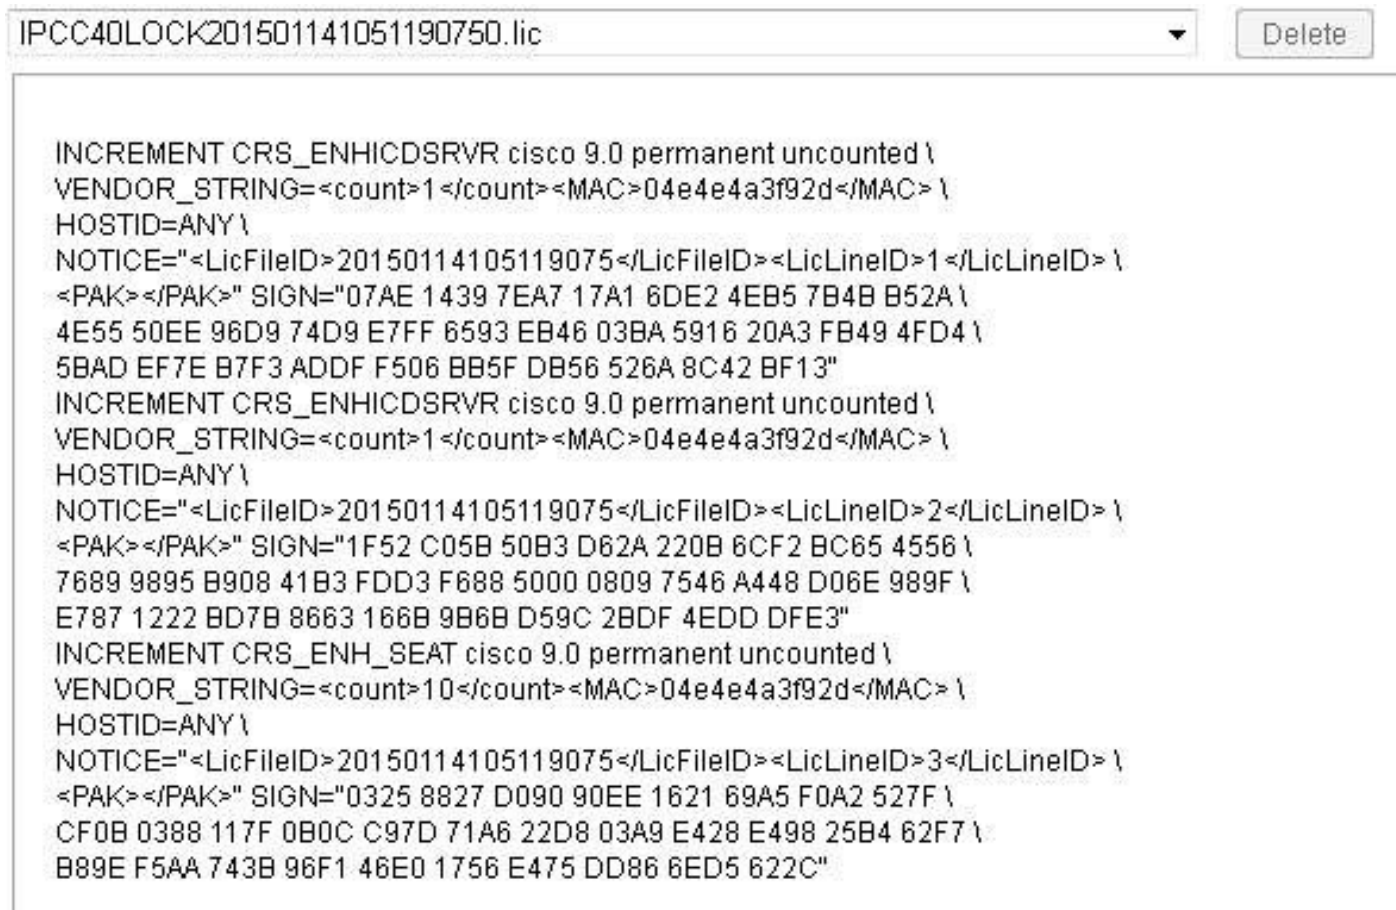 IPCC40LOCK201501141051190750.lic
Delete
INCREMENT CRS_ENHICDSRVR cisco 9.0 permanent uncounted \
VENDOR_STRING=<count>1</count><MAC>04e4e4a3f92d</MAC> \
HOSTID=ANY \
NOTICE="<LicFileID>20150114105119075</LicFileID><LicLineID>1</LicLineID> \
<PAK></PAK>" SIGN="07AE 1439 7EA7 17A1 6DE2 4EB5 7B4B B52A \
4E55 50EE 96D9 74D9 E7FF 6593 EB46 03BA 5916 20A3 FB49 4FD4 \
5BAD EF7E B7F3 ADDF F506 BB5F DB56 526A 8C42 BF13"
INCREMENT CRS_ENHICDSRVR cisco 9.0 permanent uncounted \
VENDOR_STRING=<count>1</count><MAC>04e4e4a3f92d</MAC> \
HOSTID=ANY \
NOTICE="<LicFileID>20150114105119075</LicFileID><LicLineID>2</LicLineID> \
<PAK></PAK>" SIGN="1F52 C05B 50B3 D62A 220B 6CF2 BC65 4556 \
7689 9895 B908 41B3 FDD3 F688 5000 0809 7546 A448 D06E 989F \
E787 1222 BD7B 8663 166B 9B6B D59C 2BDF 4EDD DFE3"
INCREMENT CRS_ENH_SEAT cisco 9.0 permanent uncounted \
VENDOR_STRING=<count>10</count><MAC>04e4e4a3f92d</MAC> \
HOSTID=ANY \
NOTICE="<LicFileID>20150114105119075</LicFileID><LicLineID>3</LicLineID> \
<PAK></PAK>" SIGN="0325 8827 D090 90EE 1621 69A5 F0A2 527F \
CF0B 0388 117F 0B0C C97D 71A6 22D8 03A9 E428 E498 25B4 62F7 \
B89E F5AA 743B 96F1 46E0 1756 E475 DD86 6ED5 622C"